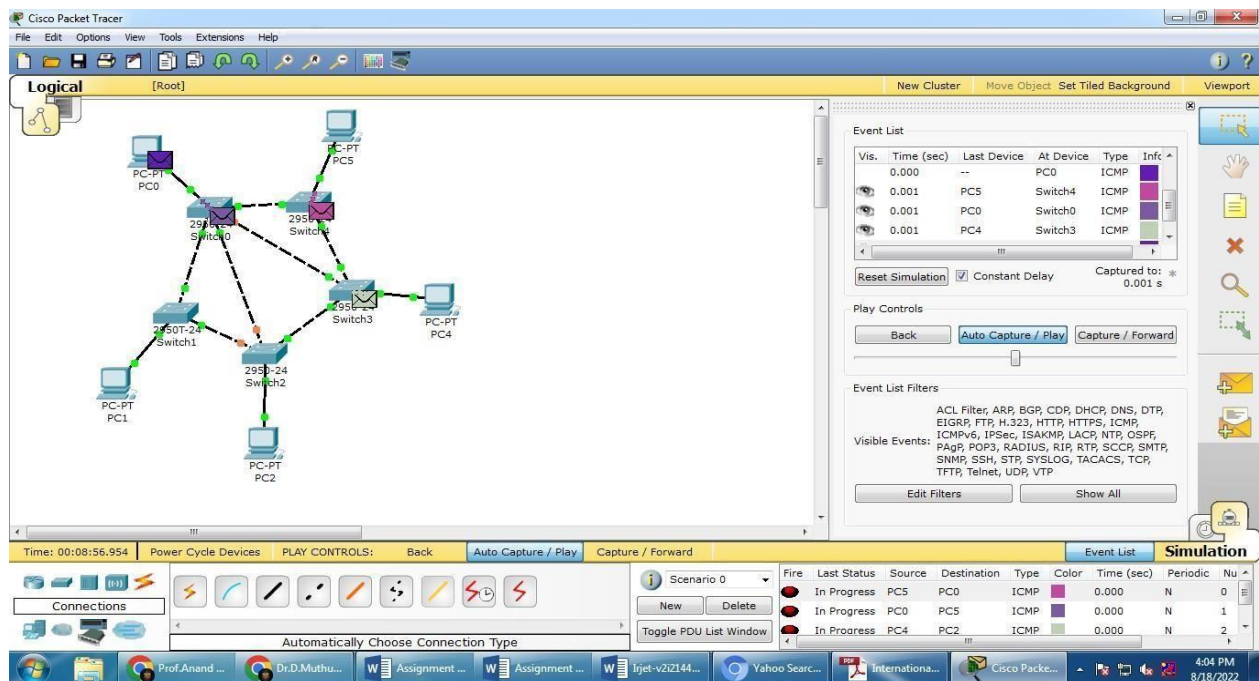 Cisco Packet Tracer
File Edit Options View Tools Extensions Help
Logical [Root] New Cluster Move Object Set Tiled Background Viewport
PC-PT
PC5
PC-PT
PC0
Switch0
Switch4
2950-24
Switch3
PC-PT
PC4
2950T-24
Switch1
2950-24
Switch2
PC-PT
PC1
PC-PT
PC2
Event List
Vis. Time (sec) Last Device At Device Type Infc
0.000 -- PC0 ICMP
0.001 PC5 Switch4 ICMP
0.001 PC0 Switch0 ICMP
0.001 PC4 Switch3 ICMP
Reset Simulation Constant Delay Captured to: *
0.001 s
Play Controls
Back Auto Capture / Play Capture / Forward
Event List Filters
Visible Events: ACL Filter, ARP, BGP, CDP, DHCP, DNS, DTP,
EIGRP, FTP, H.323, HTTP, HTTPS, ICMP,
ICMPv6, IPSec, ISAKMP, LACP, NTP, OSPF,
PAgP, POP3, RADIUS, RIP, RTP, SCCP, SMTP,
SNMP, SSH, STP, SYSLOG, TACACS, TCP,
TFTP, Telnet, UDP, VTP
Edit Filters Show All
Time: 00:08:56.954 Power Cycle Devices PLAY CONTROLS: Back Auto Capture / Play Capture / Forward Event List Simulation
Connections
Automatically Choose Connection Type
Scenario 0
New Delete
Toggle PDU List Window
Fire Last Status Source Destination Type Color Time (sec) Periodic Nu
In Progress PC5 PC0 ICMP 0.000 N 0
In Progress PC0 PC5 ICMP 0.000 N 1
In Progress PC4 PC2 ICMP 0.000 N 2
Prof.Anand ... Dr.D.Muthu... Assignment ... Assignment ... Irjet-v2i2144... Yahoo Searc... Internationa... Cisco Packe... 4:04 PM
8/18/2022